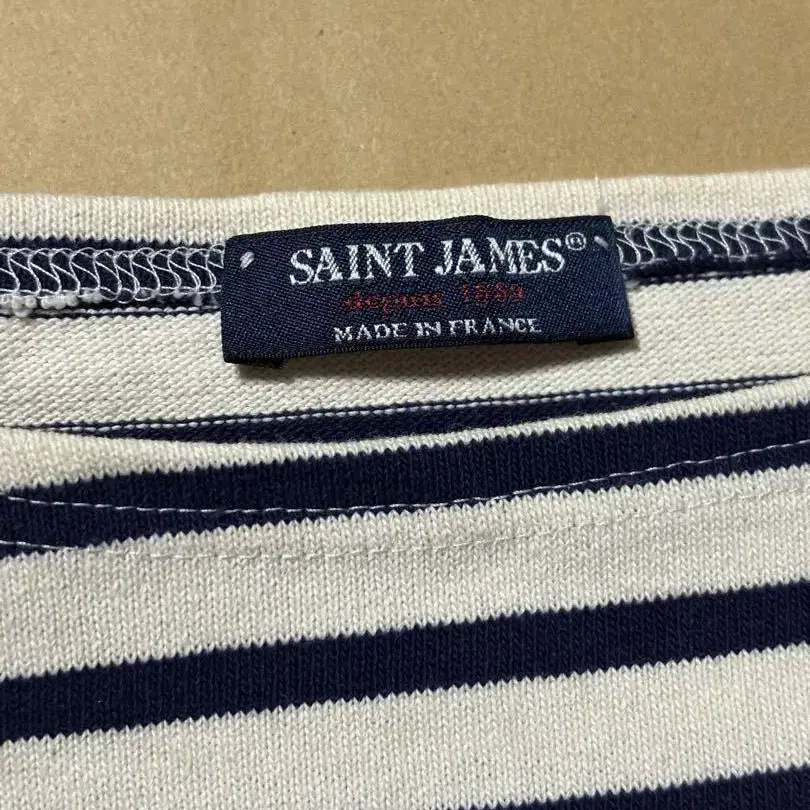 SAINT JAMES®
depuis 1889
MADE IN FRANCE